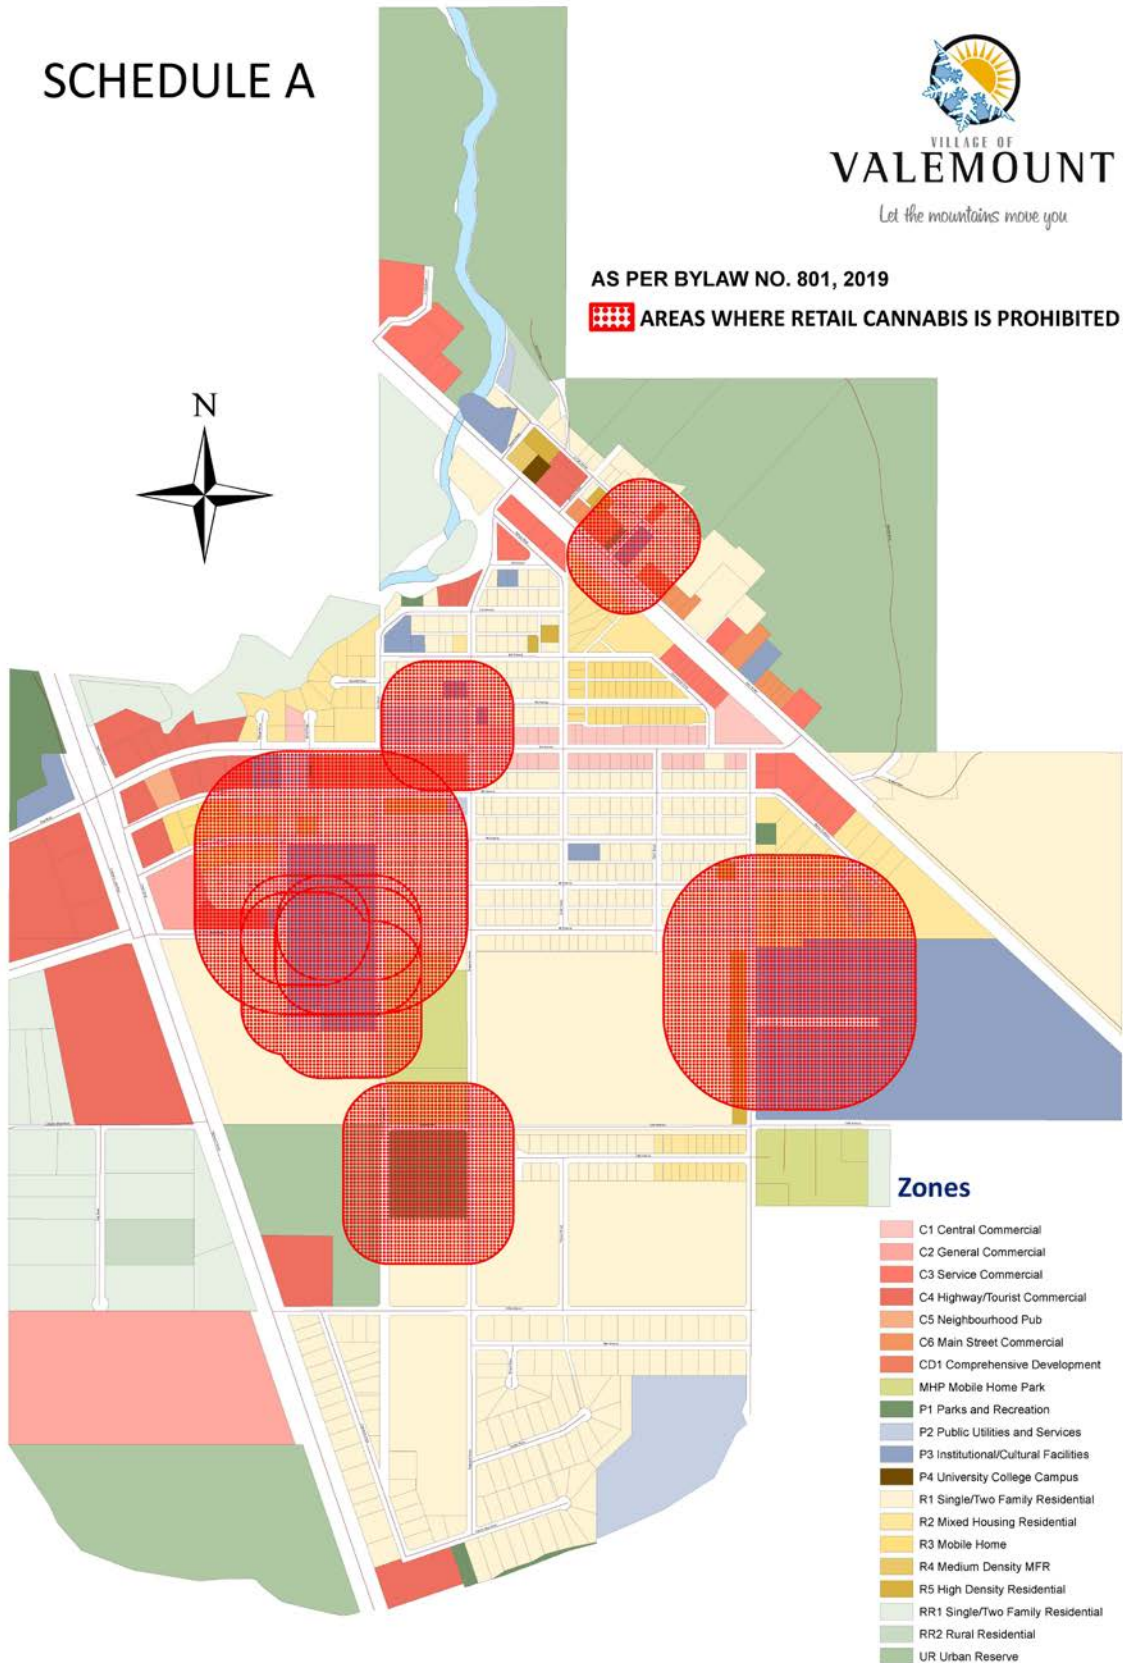 SCHEDULE A
VILLAGE OF
VALEMOUNT
Let the mountains move you
AS PER BYLAW NO. 801, 2019
AREAS WHERE RETAIL CANNABIS IS PROHIBITED
N
Zones
C1 Central Commercial
C2 General Commercial
C3 Service Commercial
C4 Highway/Tourist Commercial
C5 Neighbourhood Pub
C6 Main Street Commercial
CD1 Comprehensive Development
MHP Mobile Home Park
P1 Parks and Recreation
P2 Public Utilities and Services
P3 Institutional/Cultural Facilities
P4 University College Campus
R1 Single/Two Family Residential
R2 Mixed Housing Residential
R3 Mobile Home
R4 Medium Density MFR
R5 High Density Residential
RR1 Single/Two Family Residential
RR2 Rural Residential
UR Urban Reserve